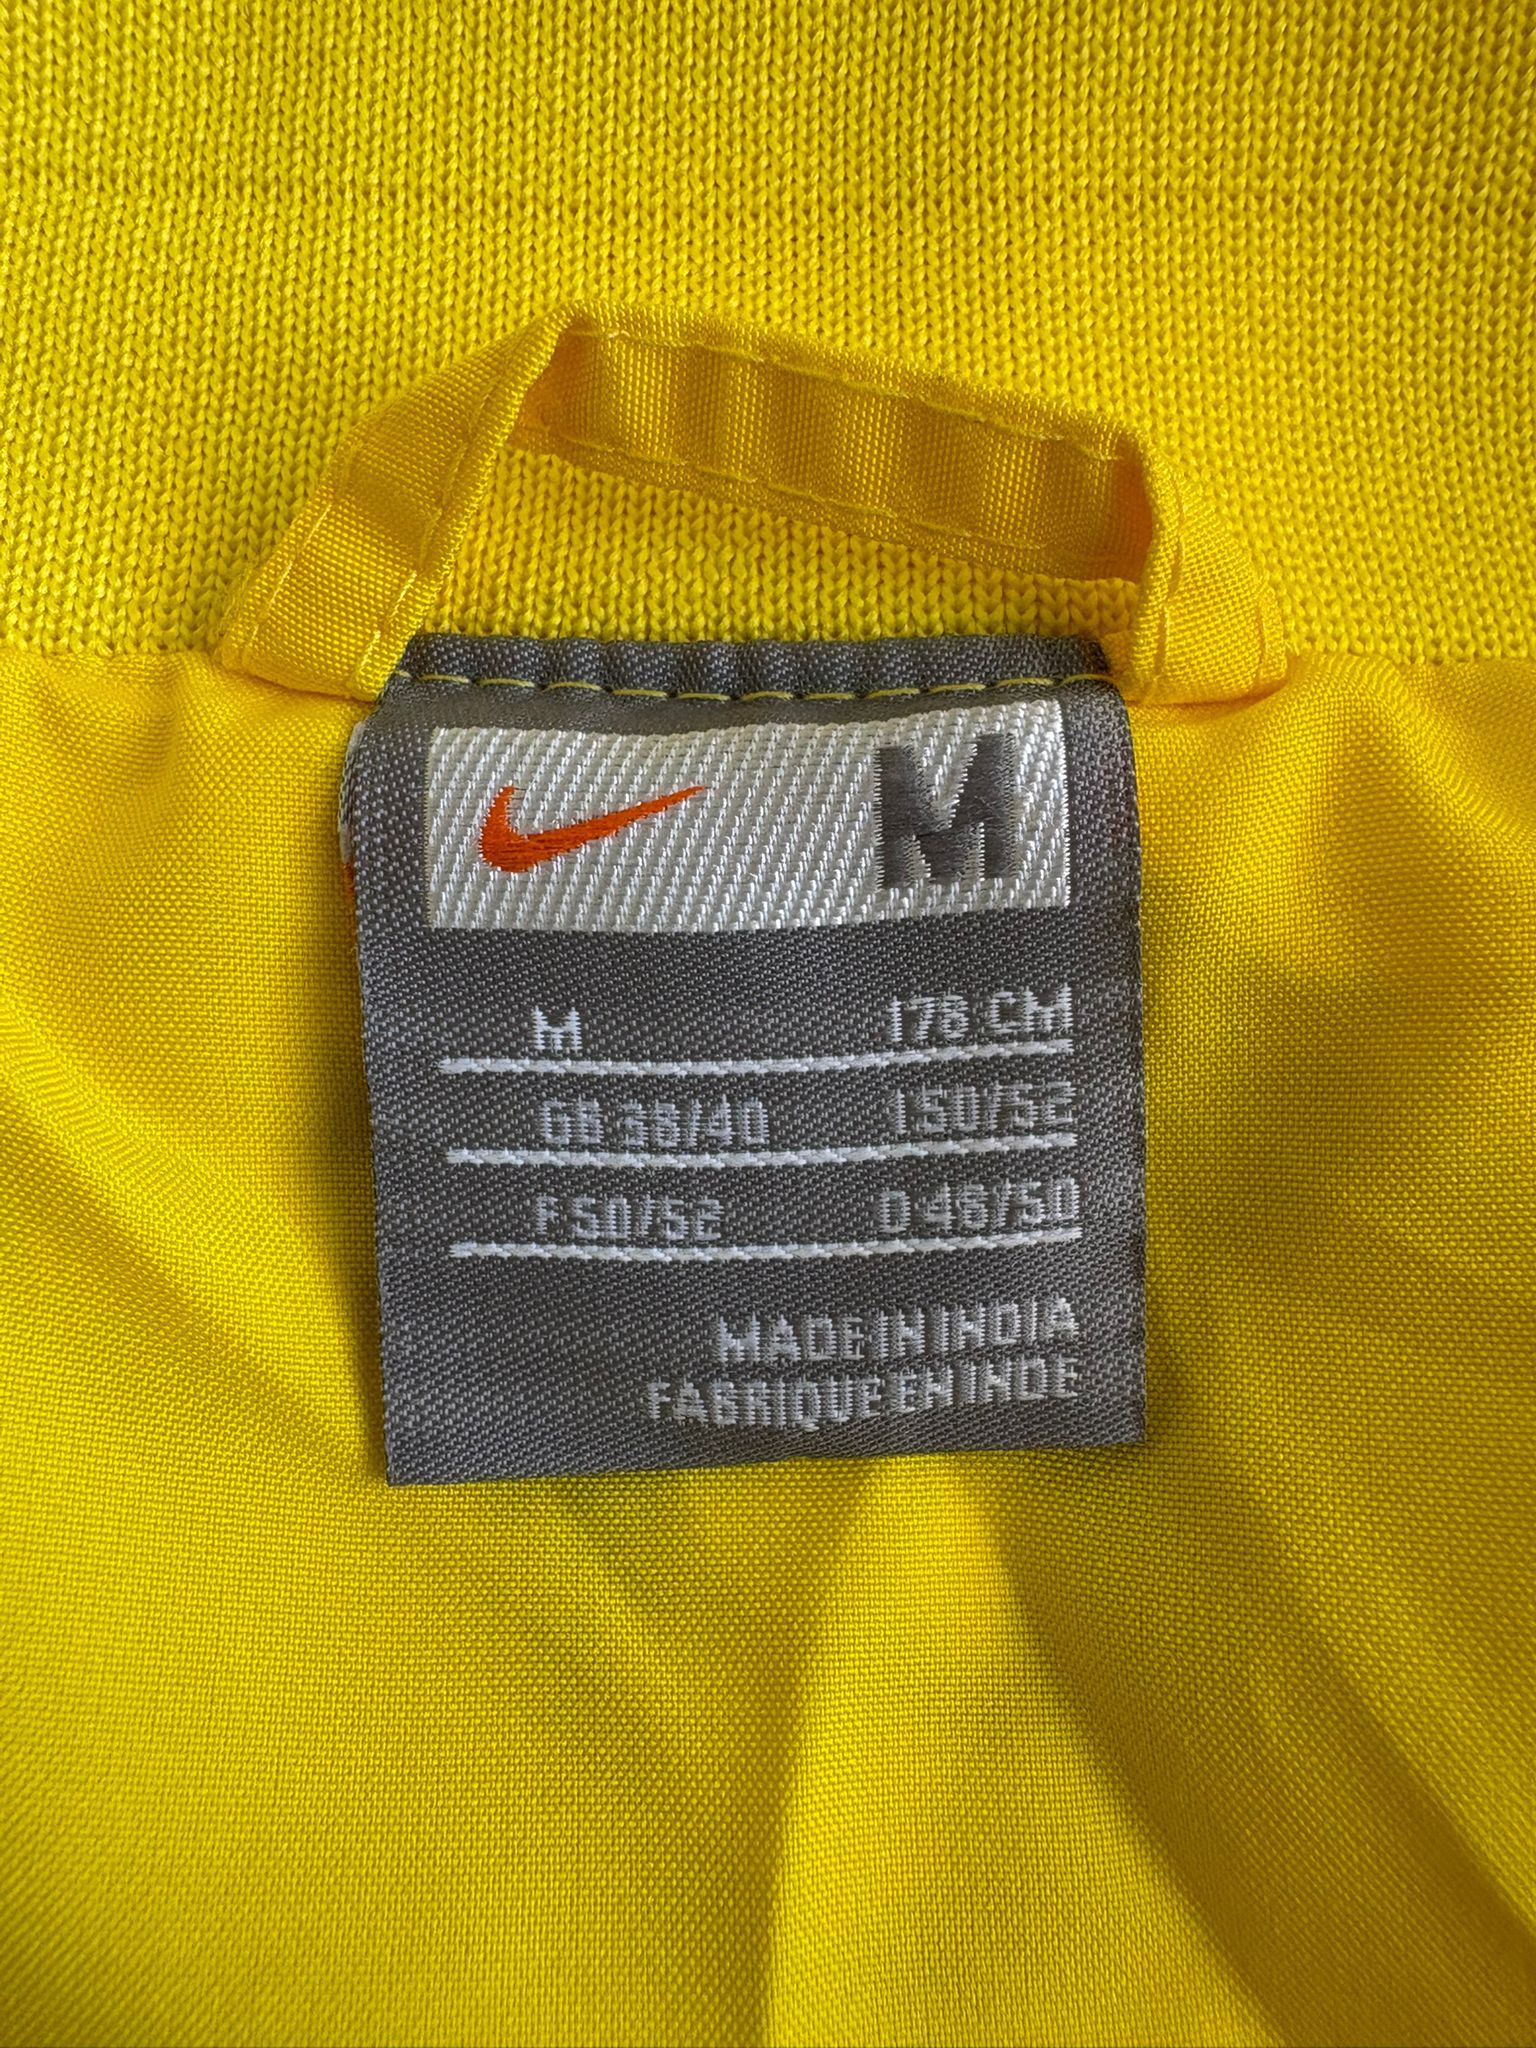 M
M 178 CM
GB 38/40 I 50/52
F 50/52 D 48/50
MADE IN INDIA
FABRIQUE EN INDE